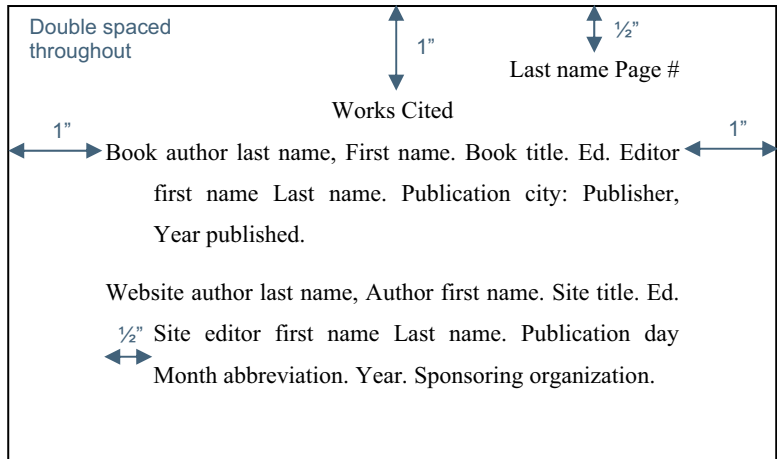 Double spaced
throughout
1”
½”
Last name Page #
Works Cited
1”
1”
Book author last name, First name. Book title. Ed. Editor
first name Last name. Publication city: Publisher,
Year published.
Website author last name, Author first name. Site title. Ed.
½”
Site editor first name Last name. Publication day
Month abbreviation. Year. Sponsoring organization.